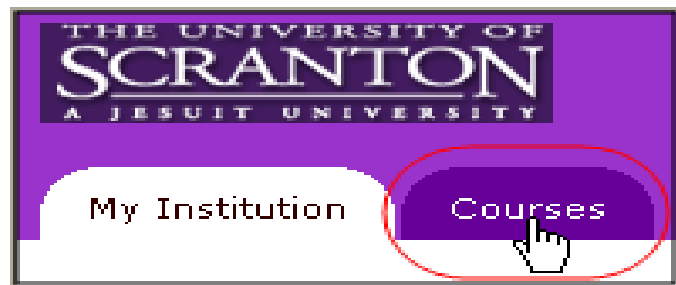 THE UNIVERSITY OF
SCRANTON
A JESUIT UNIVERSITY
My Institution
Courses